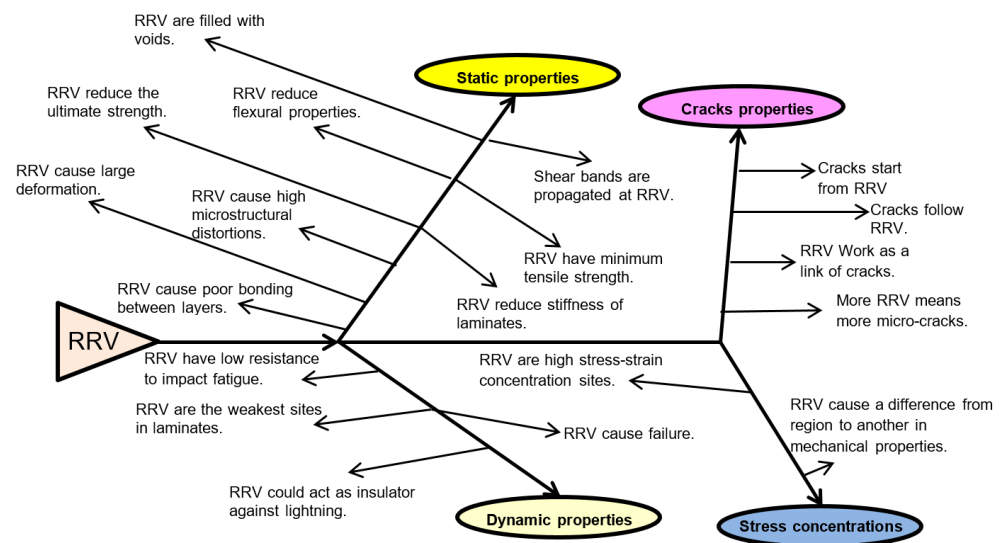 RRV are filled with
voids.
Static properties
RRV reduce the
ultimate strength.
RRV reduce
flexural properties.
Cracks properties
RRV cause large
deformation.
Shear bands are
propagated at RRV.
Cracks start
from RRV
RRV cause high
microstructural
distortions.
Cracks follow
RRV.
RRV have minimum
tensile strength.
RRV Work as a
link of cracks.
RRV cause poor bonding
between layers.
RRV reduce stiffness of
laminates.
More RRV means
more micro-cracks.
RRV
RRV have low resistance
to impact fatigue.
RRV are high stress-strain
concentration sites.
RRV are the weakest sites
in laminates.
RRV cause failure.
RRV cause a difference from
region to another in
mechanical properties.
RRV could act as insulator
against lightning.
Dynamic properties
Stress concentrations